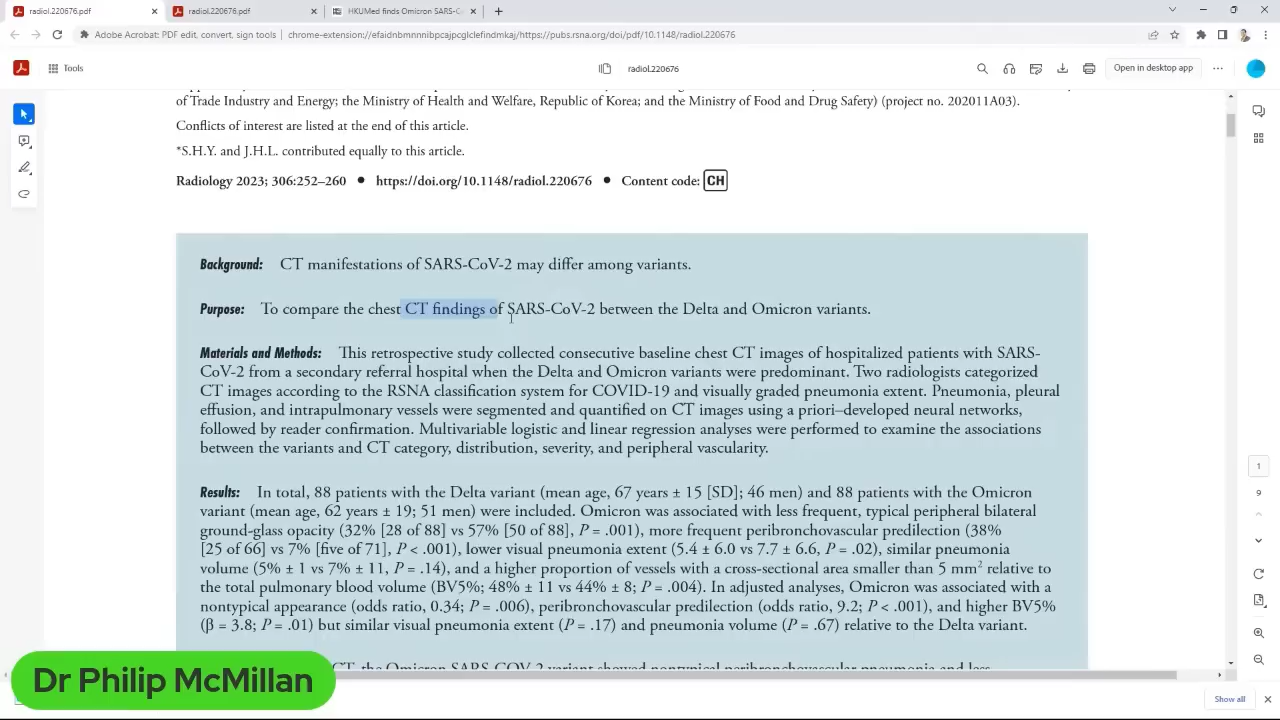 radiol.220676.pdf
radiol.220676.pdf
HKUMed finds Omicron SARS-C
Adobe Acrobat: PDF edit, convert, sign tools | chrome-extension://efaidnbmnnnibpcajpcglclefindmkaj/https://pubs.rsna.org/doi/pdf/10.1148/radiol.220676
Tools
radiol.220676
Open in desktop app
of Trade Industry and Energy; the Ministry of Health and Welfare, Republic of Korea; and the Ministry of Food and Drug Safety) (project no. 202011A03).
Conflicts of interest are listed at the end of this article.
*S.H.Y. and J.H.L. contributed equally to this article.
Radiology 2023; 306:252–260 • https://doi.org/10.1148/radiol.220676 • Content code: CH
Background: CT manifestations of SARS-CoV-2 may differ among variants.
Purpose: To compare the chest CT findings of SARS-CoV-2 between the Delta and Omicron variants.
Materials and Methods: This retrospective study collected consecutive baseline chest CT images of hospitalized patients with SARS-
CoV-2 from a secondary referral hospital when the Delta and Omicron variants were predominant. Two radiologists categorized
CT images according to the RSNA classification system for COVID-19 and visually graded pneumonia extent. Pneumonia, pleural
effusion, and intrapulmonary vessels were segmented and quantified on CT images using a priori–developed neural networks,
followed by reader confirmation. Multivariable logistic and linear regression analyses were performed to examine the associations
between the variants and CT category, distribution, severity, and peripheral vascularity.
Results: In total, 88 patients with the Delta variant (mean age, 67 years ± 15 [SD]; 46 men) and 88 patients with the Omicron
variant (mean age, 62 years ± 19; 51 men) were included. Omicron was associated with less frequent, typical peripheral bilateral
ground-glass opacity (32% [28 of 88] vs 57% [50 of 88], P = .001), more frequent peribronchovascular predilection (38%
[25 of 66] vs 7% [five of 71], P < .001), lower visual pneumonia extent (5.4 ± 6.0 vs 7.7 ± 6.6, P = .02), similar pneumonia
volume (5% ± 1 vs 7% ± 11, P = .14), and a higher proportion of vessels with a cross-sectional area smaller than 5 mm² relative to
the total pulmonary blood volume (BV5%; 48% ± 11 vs 44% ± 8; P = .004). In adjusted analyses, Omicron was associated with a
nontypical appearance (odds ratio, 0.34; P = .006), peribronchovascular predilection (odds ratio, 9.2; P < .001), and higher BV5%
(β = 3.8; P = .01) but similar visual pneumonia extent (P = .17) and pneumonia volume (P = .67) relative to the Delta variant.
CT, the Omicron SARS-COV-2 variant showed nontypical peribronchovascular pneumonia and less
1
9
Dr Philip McMillan
Show all